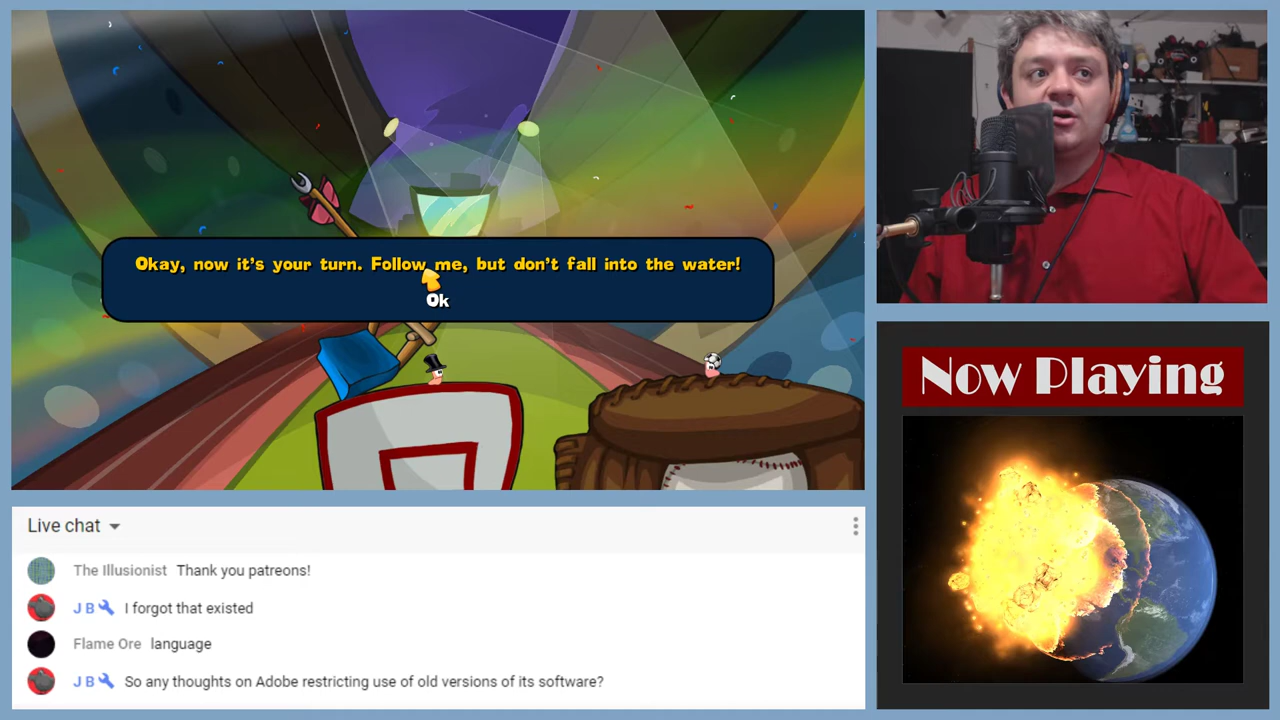 Okay, now it's your turn. Follow me, but don't fall into the water!
Ok
Now Playing
Live chat
The Illusionist Thank you patreons!
J B I forgot that existed
Flame Ore language
J B So any thoughts on Adobe restricting use of old versions of its software?